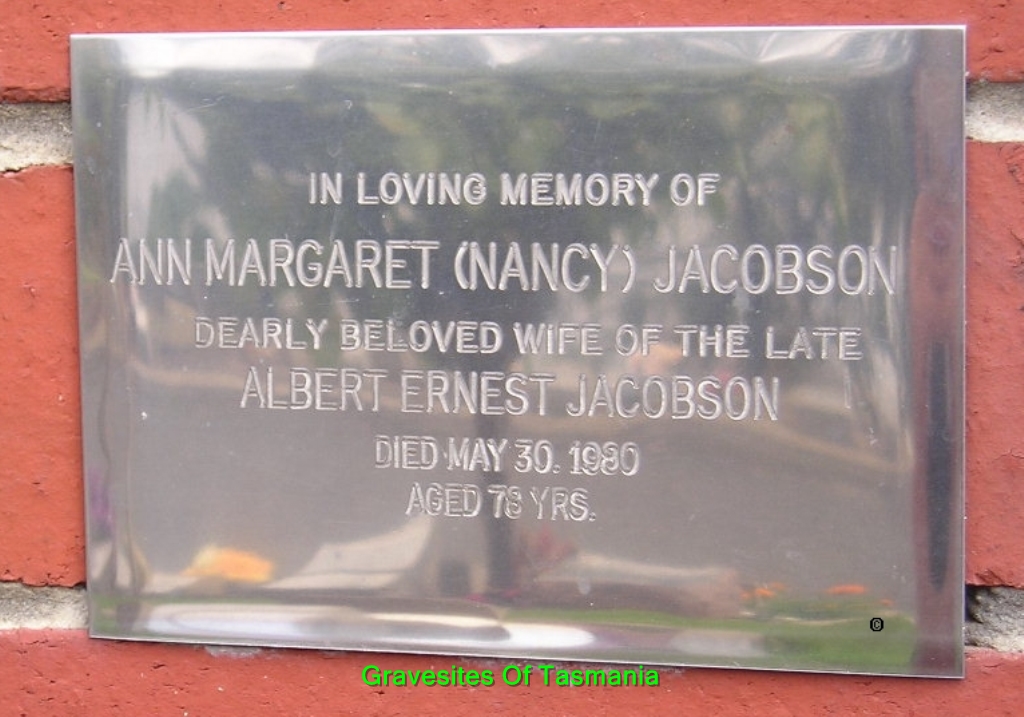 IN LOVING MEMORY OF
ANN MARGARET (NANCY) JACOBSON
DEARLY BELOVED WIFE OF THE LATE
ALBERT ERNEST JACOBSON
DIED MAY 30. 1980
AGED 78 YRS.
©
Gravesites Of Tasmania